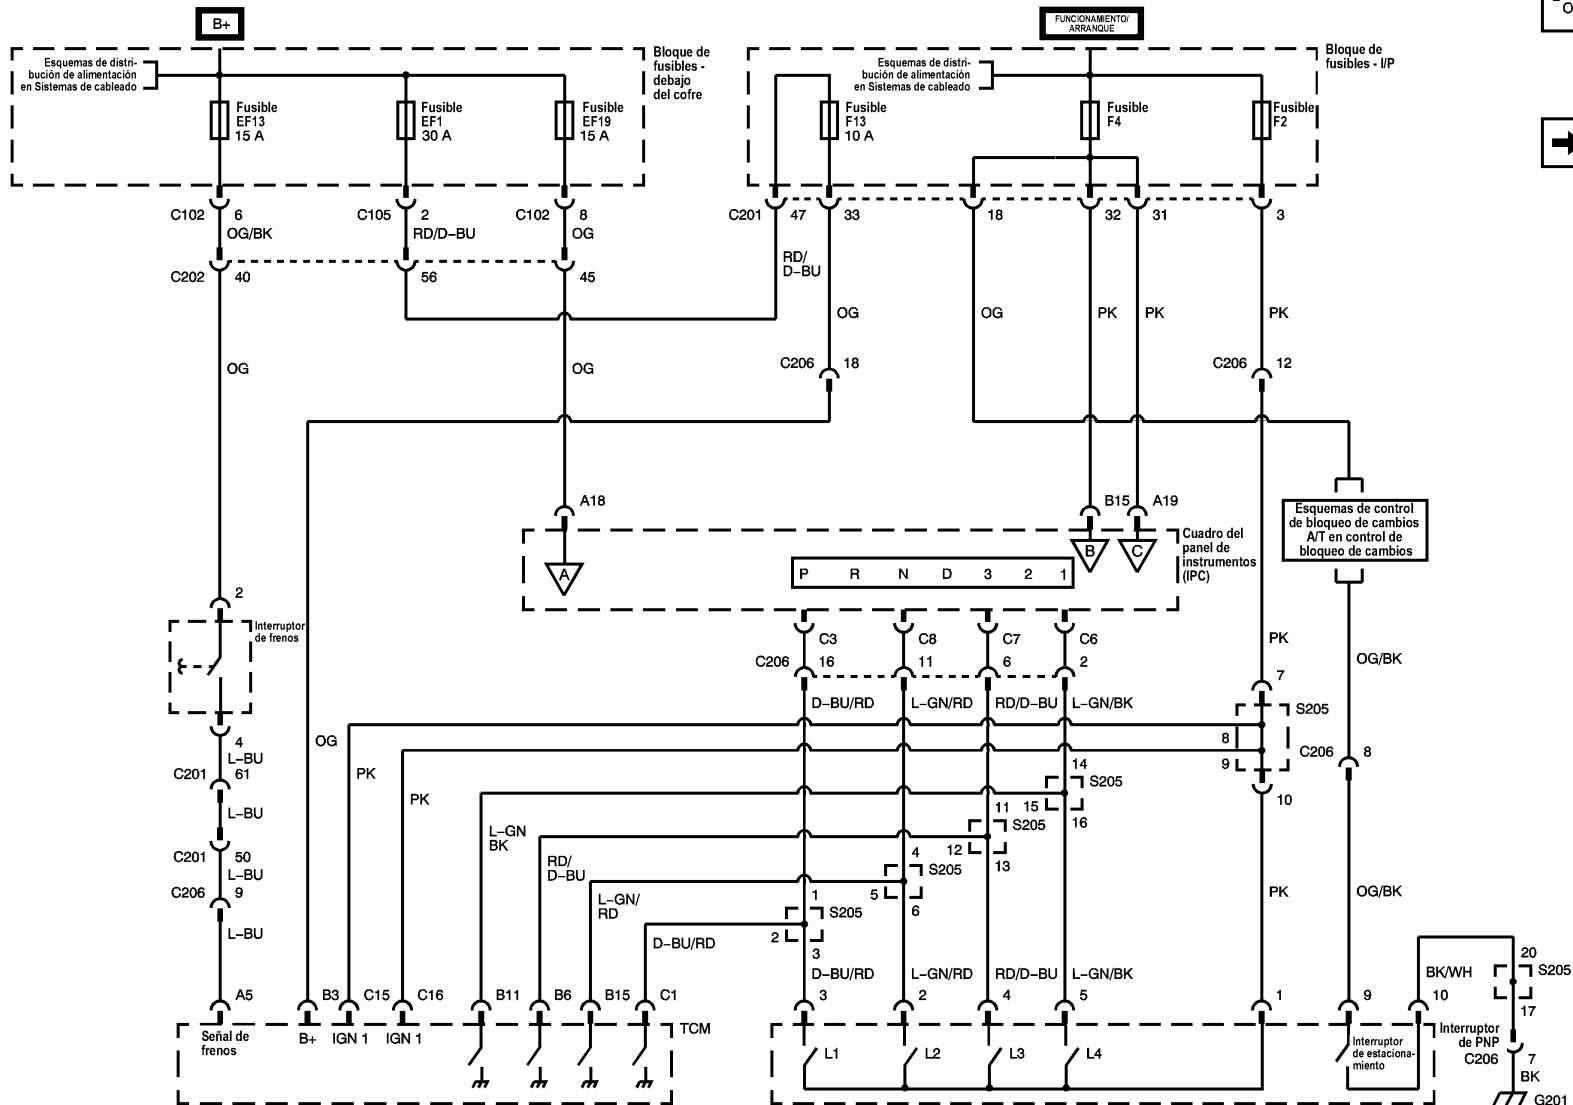 B+
FUNCIONAMIENTO/
ARRANQUE
O
Esquemas de distri-
bución de alimentación
en Sistemas de cableado
Bloque de
fusibles -
debajo
del cofre
Esquemas de distri-
bución de alimentación
en Sistemas de cableado
Bloque de
fusibles - I/P
Fusible
EF13
15 A
Fusible
EF1
30 A
Fusible
EF19
15 A
Fusible
F13
10 A
Fusible
F4
Fusible
F2
C102 6
C105 2
C102 8
C201 47 33 18 32 31 3
OG/BK
RD/D-BU
OG
C202 40 56 45
RD/
D-BU
OG OG PK PK PK
C206 18
C206 12
OG
OG
A18
B15 A19
Esquemas de control
de bloqueo de cambios
A/T en control de
bloqueo de cambios
A
B
C
Cuadro del
panel de
instrumentos
(IPC)
P R N D 3 2 1
2
Interruptor
de frenos
C3 C8 C7 C6
C206 16 11 6 2
PK
OG/BK
7
D-BU/RD L-GN/RD RD/D-BU L-GN/BK
S205
8
9
10
C206 8
4
L-BU
C201 61
L-BU
C201 50
L-BU
C206 9
L-BU
OG
PK
PK
14
S205
15
16
L-GN
BK
11
S205
12
13
RD/
D-BU
4
S205
5
6
L-GN/
RD
1
S205
2
3
D-BU/RD
PK
OG/BK
D-BU/RD L-GN/RD RD/D-BU L-GN/BK
BK/WH
20
S205
17
A5 B3 C15 C16 B11 B6 B15 C1
3 2 4 5 1 9 10
Señal de
frenos
B+ IGN 1 IGN 1
TCM
L1 L2 L3 L4
Interruptor
de estaciona-
miento
Interruptor
de PNP
C206 7
BK
G201